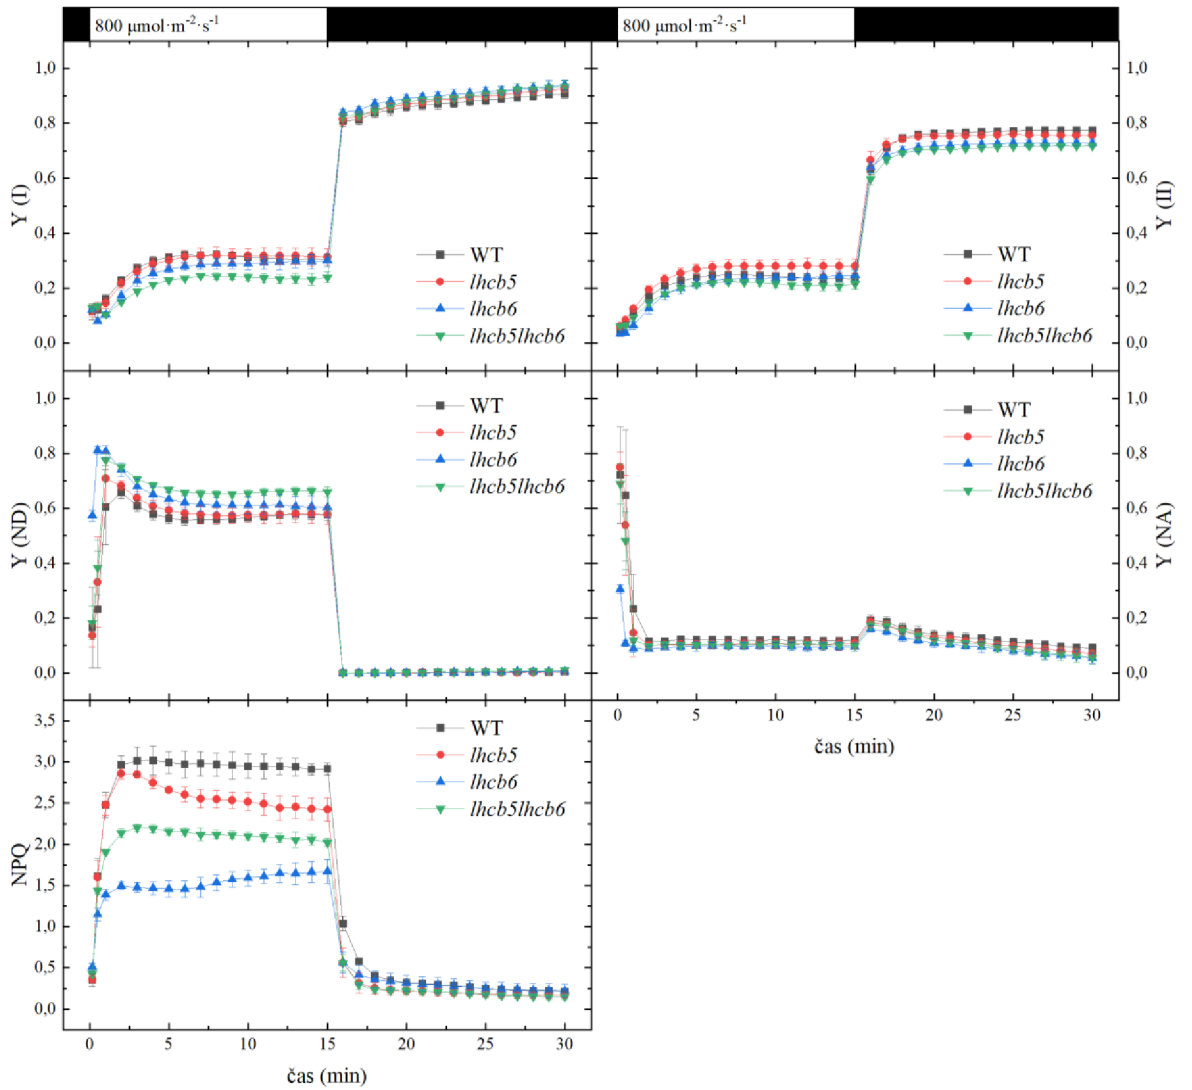 800 μmol·m⁻²·s⁻¹
800 μmol·m⁻²·s⁻¹
1,0
0,8
0,6
0,4
0,2
0,0
Y (I)
WT
lhcb5
lhcb6
lhcb5lhcb6
1,0
0,8
0,6
0,4
0,2
0,0
Y (II)
WT
lhcb5
lhcb6
lhcb5lhcb6
1,0
0,8
0,6
0,4
0,2
0,0
Y (ND)
WT
lhcb5
lhcb6
lhcb5lhcb6
1,0
0,8
0,6
0,4
0,2
0,0
Y (NA)
WT
lhcb5
lhcb6
lhcb5lhcb6
0 5 10 15 20 25 30
čas (min)
3,5
3,0
2,5
2,0
1,5
1,0
0,5
0,0
NPQ
WT
lhcb5
lhcb6
lhcb5lhcb6
0 5 10 15 20 25 30
čas (min)